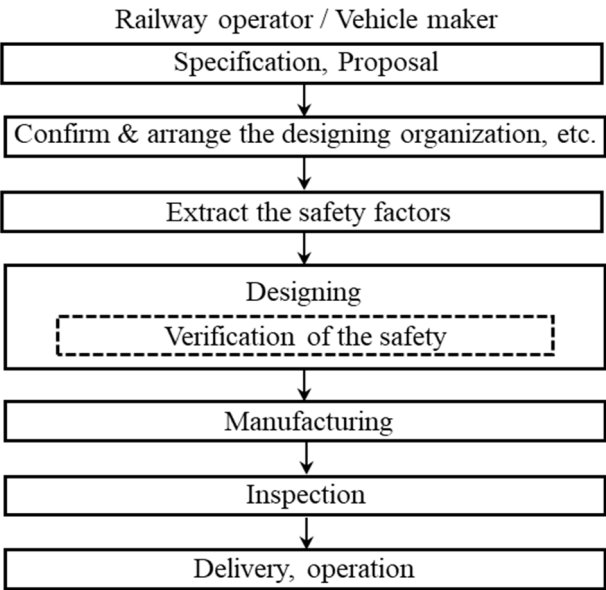 Railway operator / Vehicle maker
Specification, Proposal
Confirm & arrange the designing organization, etc.
Extract the safety factors
Designing
Verification of the safety
Manufacturing
Inspection
Delivery, operation